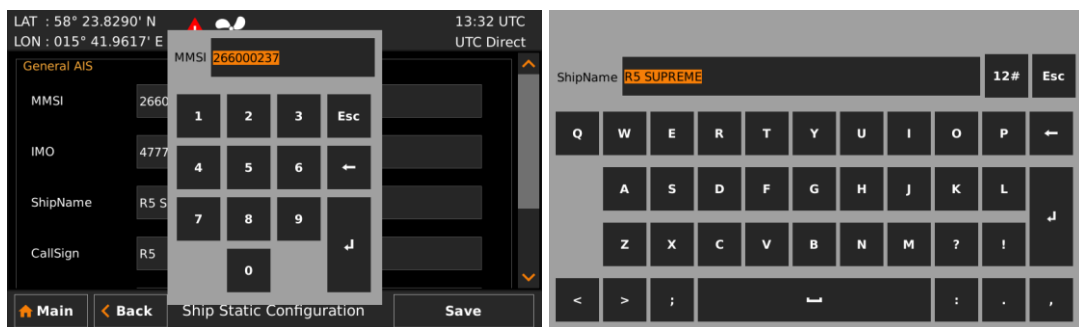 LAT : 58° 23.8290' N
13:32 UTC
LON : 015° 41.9617' E
UTC Direct
General AIS
MMSI 266000237
MMSI 2660
1 2 3 Esc
IMO 4777
4 5 6 ←
ShipName R5 S
7 8 9
CallSign R5
↲
0
Main
Back
Ship Static Configuration
Save
ShipName R5 SUPREME 12# Esc
Q W E R T Y U I O P ←
A S D F G H J K L
↲
Z X C V B N M ? !
< > ; : . ,